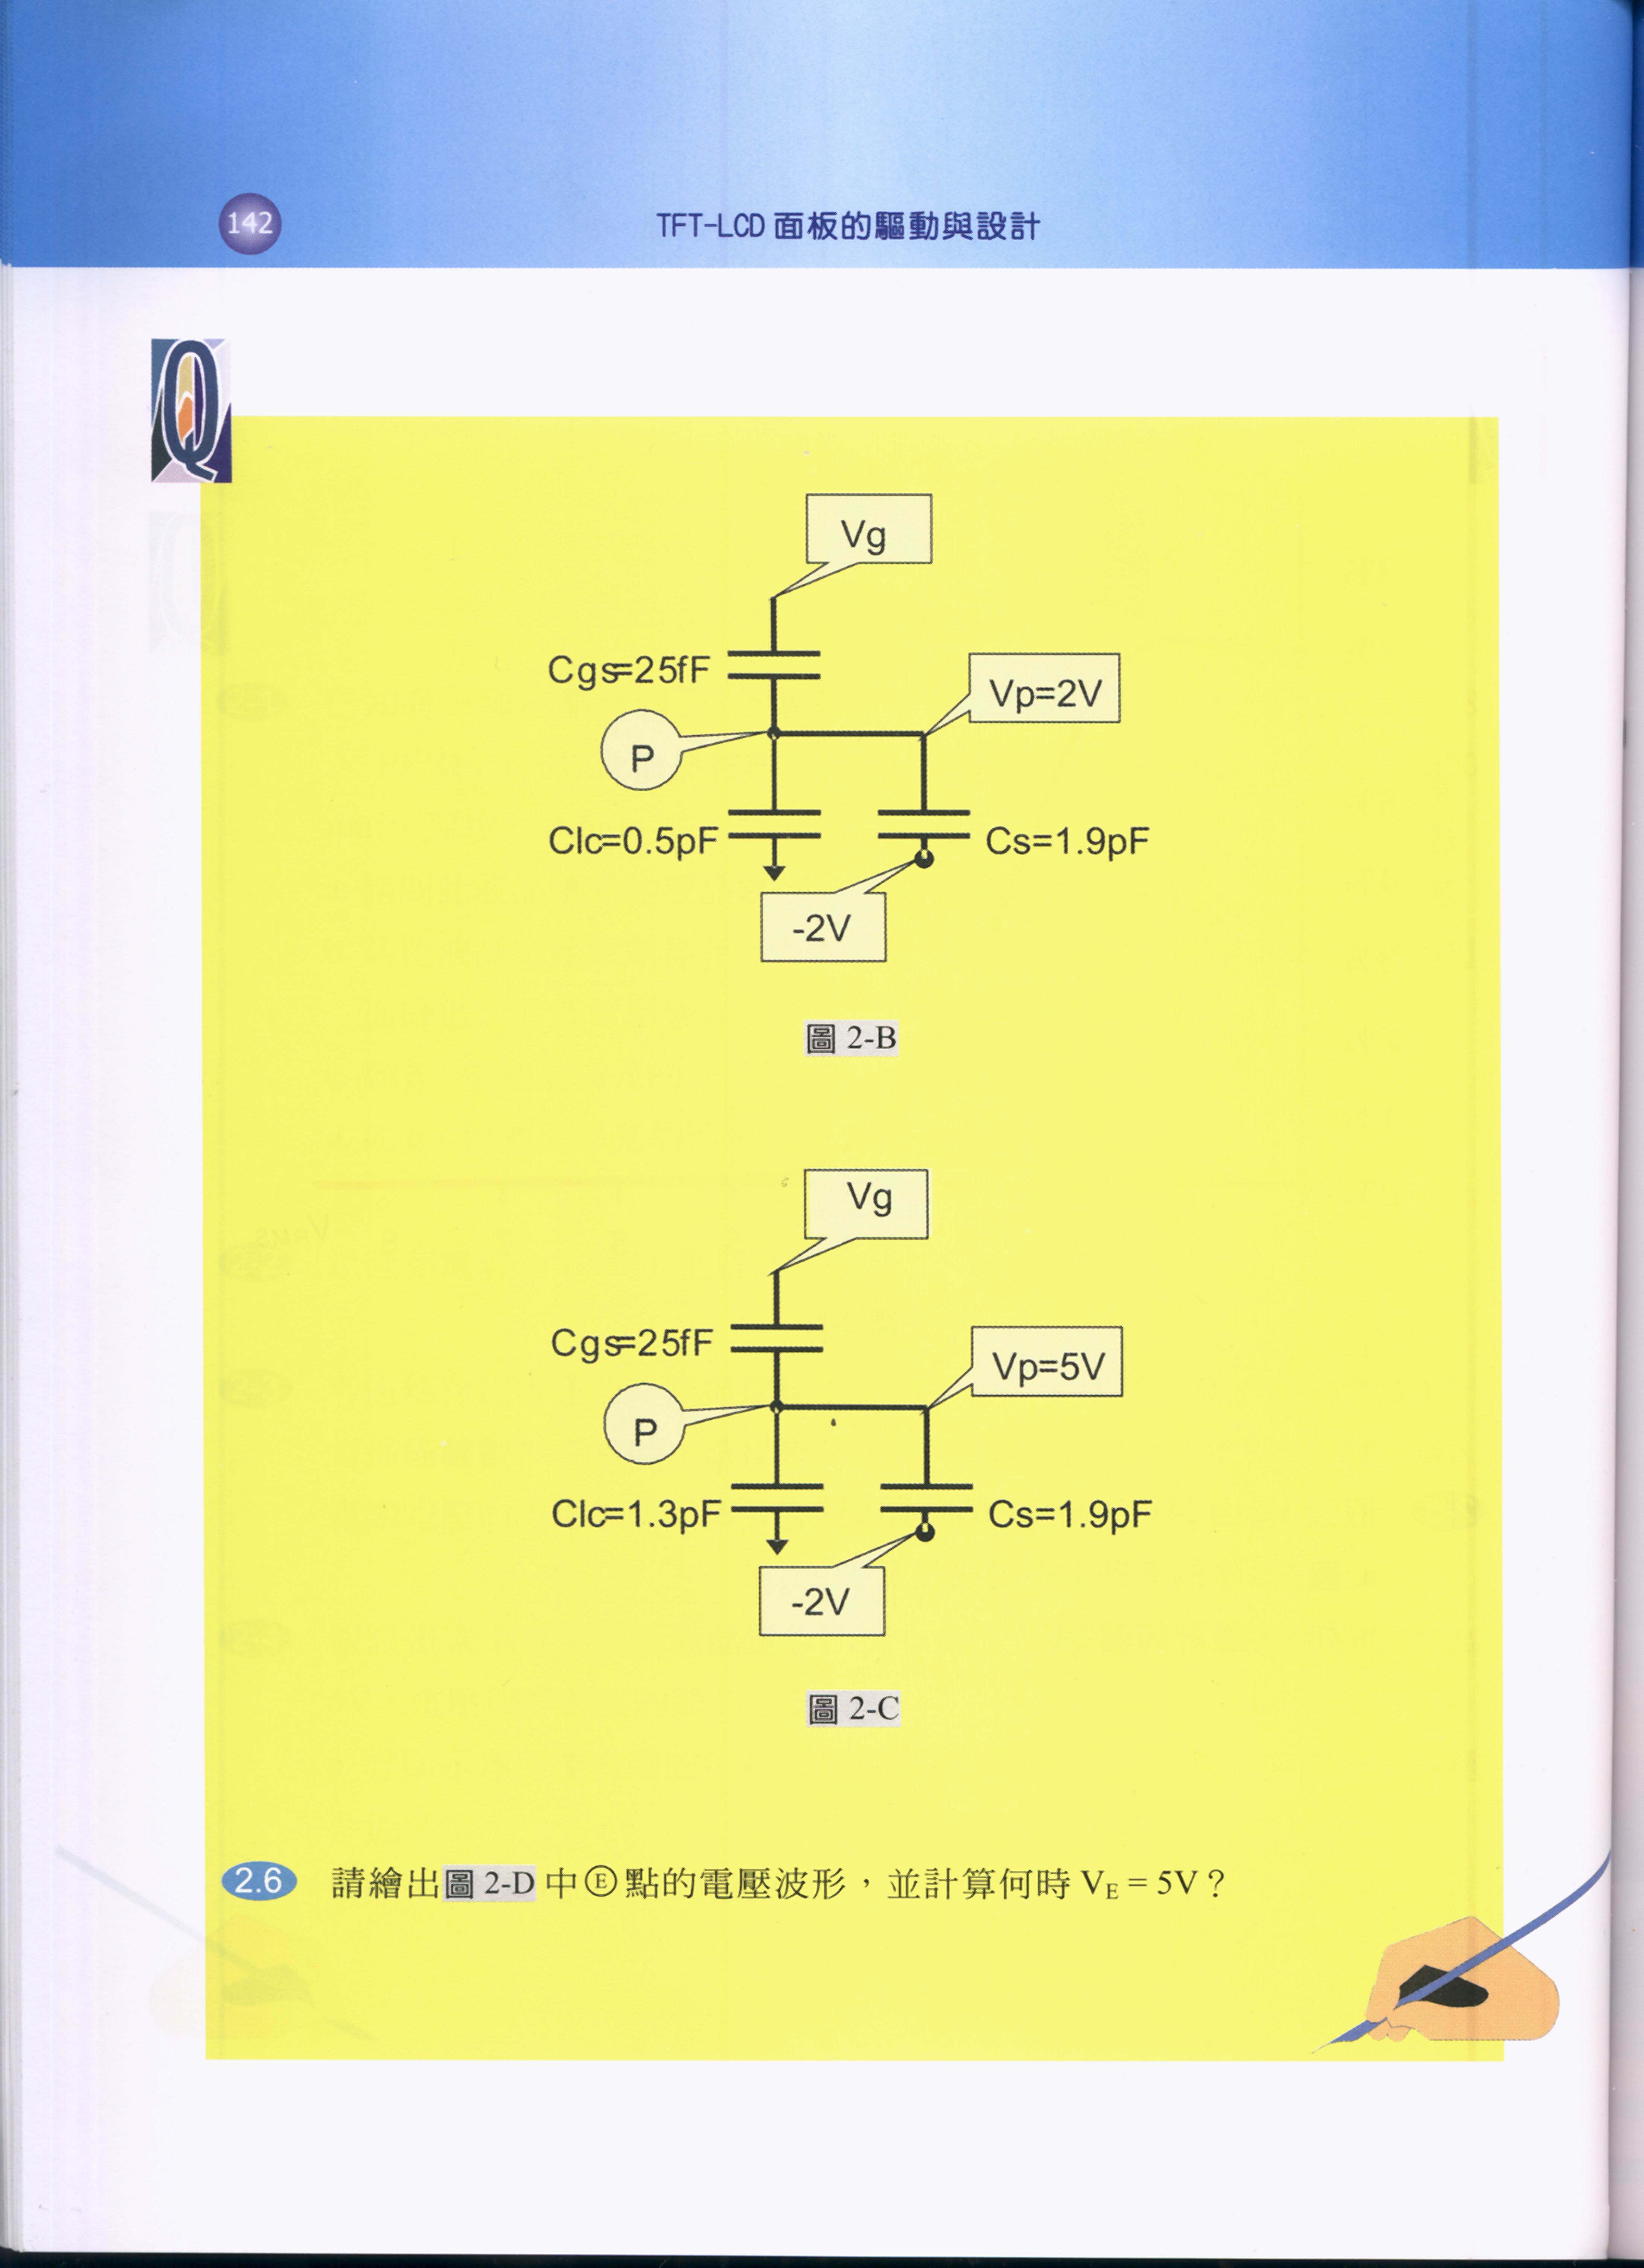 142
TFT-LCD 面板的驅動與設計
Q
Vg
Cgs=25fF
Vp=2V
P
Clc=0.5pF
Cs=1.9pF
-2V
圖 2-B
Vg
Cgs=25fF
Vp=5V
P
Clc=1.3pF
Cs=1.9pF
-2V
圖 2-C
2.6 請繪出圖 2-D 中Ⓔ點的電壓波形，並計算何時 VE = 5V？